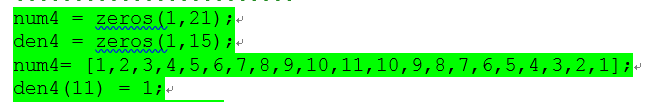 num4 = zeros(1,21);
den4 = zeros(1,15);
num4= [1,2,3,4,5,6,7,8,9,10,11,10,9,8,7,6,5,4,3,2,1];
den4(11) = 1;